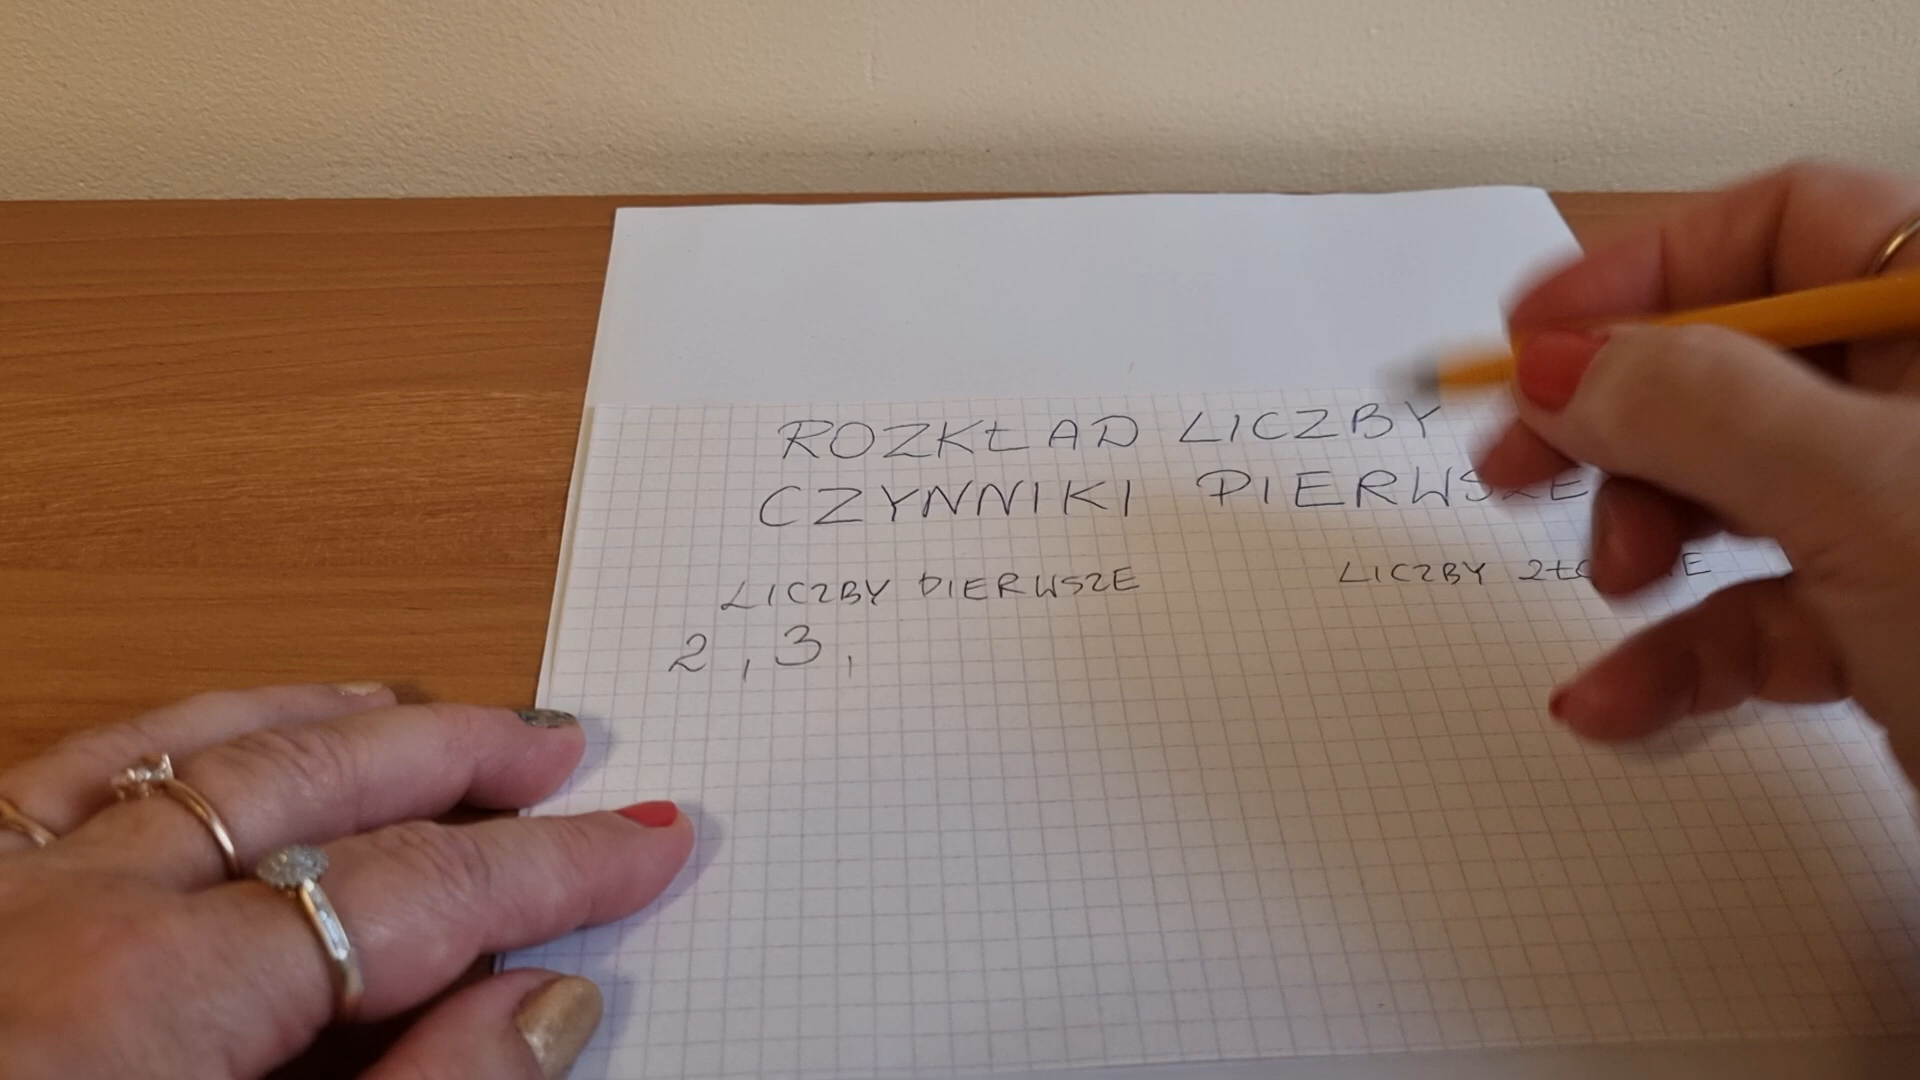 ROZKŁAD LICZBY
CZYNNIKI PIERWSZE
LICZBY PIERWSZE LICZBY
2, 3,